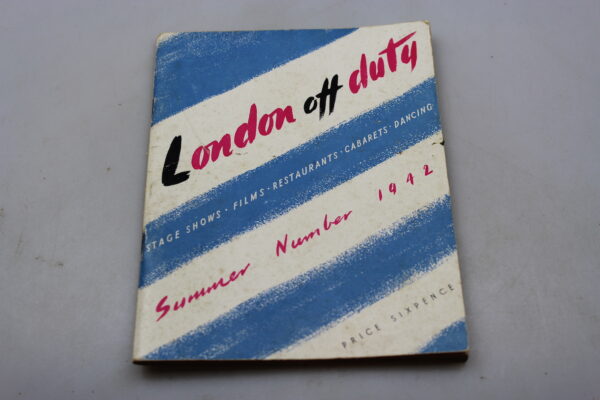 London off duty
STAGE SHOWS · FILMS · RESTAURANTS · CABARETS · DANCING
Summer Number 1942
PRICE SIXPENCE